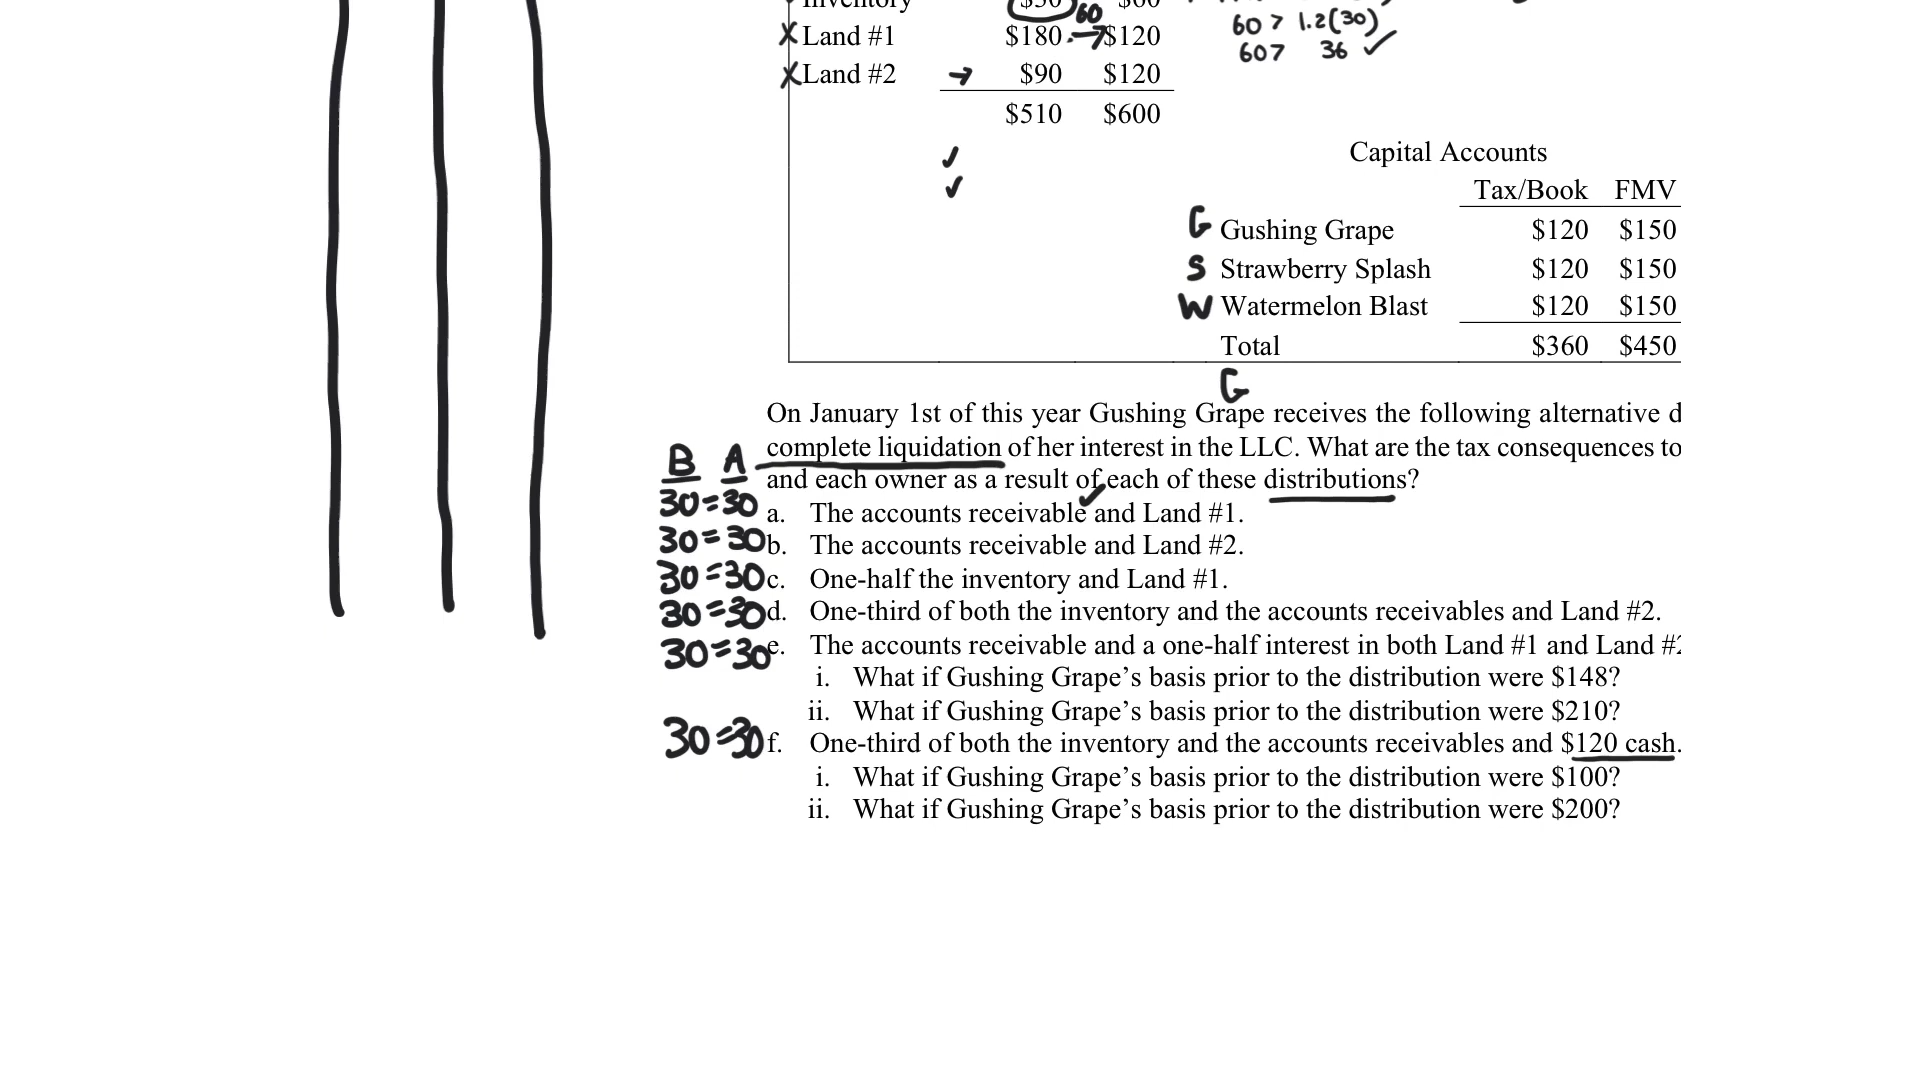 Inventory $30 60 $60
X Land #1 $180 → $120 60 > 1.2(30)
60 > 36 ✓
X Land #2 → $90 $120
$510 $600
✓
✓
Capital Accounts
Tax/Book FMV
G Gushing Grape $120 $150
S Strawberry Splash $120 $150
W Watermelon Blast $120 $150
Total $360 $450
G
On January 1st of this year Gushing Grape receives the following alternative d
B A complete liquidation of her interest in the LLC. What are the tax consequences to
and each owner as a result of each of these distributions?
30=30 a. The accounts receivable and Land #1.
30=30 b. The accounts receivable and Land #2.
30=30 c. One-half the inventory and Land #1.
30=30 d. One-third of both the inventory and the accounts receivables and Land #2.
30=30 e. The accounts receivable and a one-half interest in both Land #1 and Land #2
i. What if Gushing Grape’s basis prior to the distribution were $148?
ii. What if Gushing Grape’s basis prior to the distribution were $210?
30=30 f. One-third of both the inventory and the accounts receivables and $120 cash.
i. What if Gushing Grape’s basis prior to the distribution were $100?
ii. What if Gushing Grape’s basis prior to the distribution were $200?